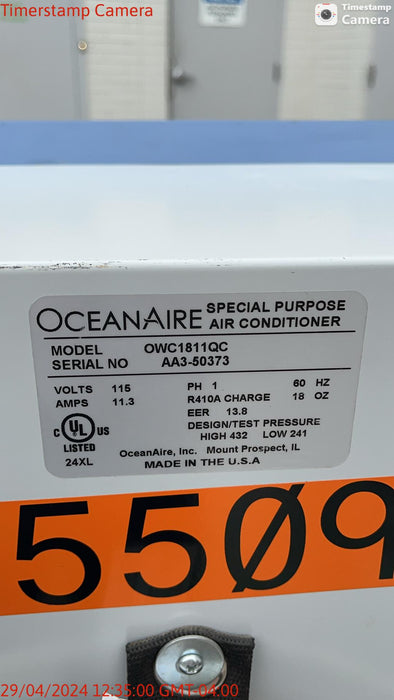 Timerstamp Camera
Timestamp
Camera
OCEANAIRE SPECIAL PURPOSE
AIR CONDITIONER
MODEL OWC1811QC
SERIAL NO AA3-50373
VOLTS 115 PH 1 60 HZ
AMPS 11.3 R410A CHARGE 18 OZ
EER 13.8
DESIGN/TEST PRESSURE
HIGH 432 LOW 241
C UL US
LISTED
24XL
OceanAire, Inc. Mount Prospect, IL
MADE IN THE U.S.A
55Ø9
29/04/2024 12:35:00 GMT-04:00